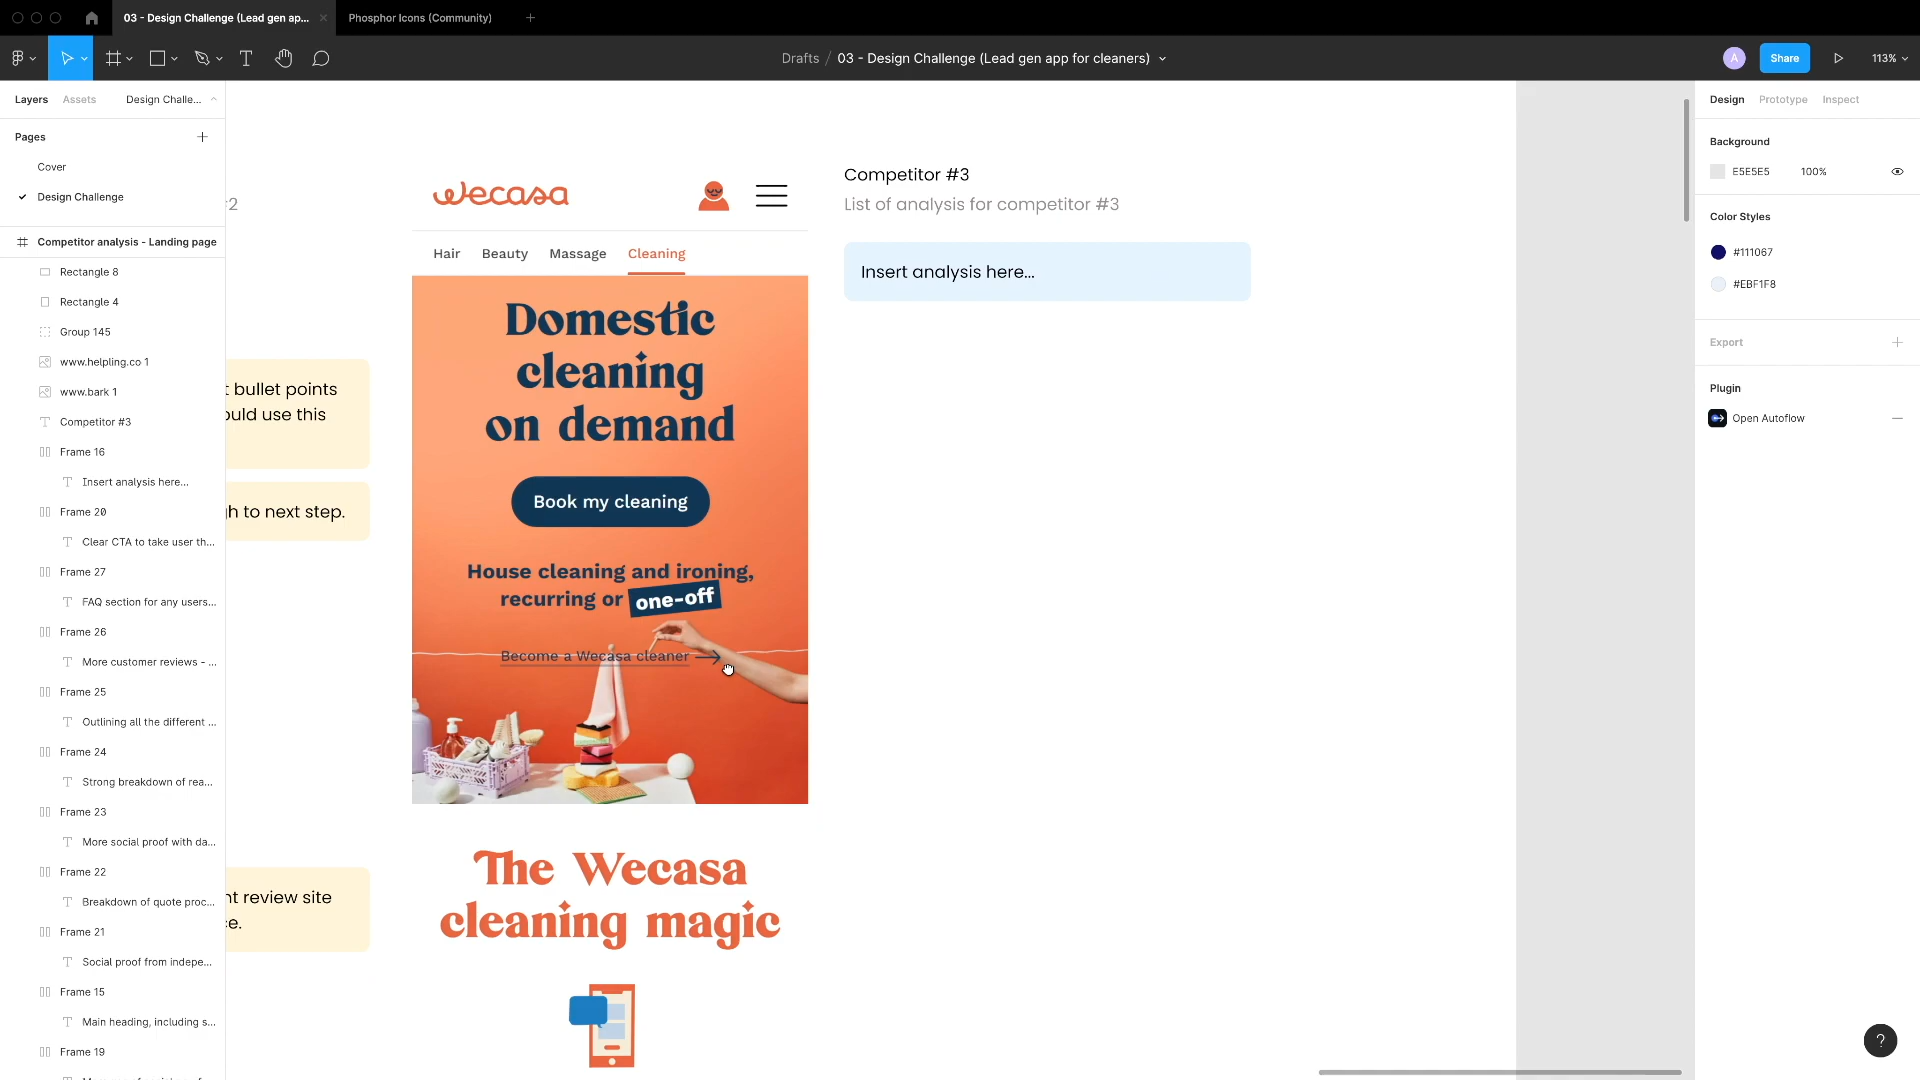 03 - Design Challenge (Lead gen ap...
Phosphor Icons (Community)
Drafts / 03 - Design Challenge (Lead gen app for cleaners)
A
Share
113%
Layers
Assets
Design Challe...
Pages
Cover
Design Challenge
Competitor analysis - Landing page
Rectangle 8
Rectangle 4
Group 145
www.helpling.co 1
www.bark 1
Competitor #3
Frame 16
Insert analysis here...
Frame 20
Clear CTA to take user th...
Frame 27
FAQ section for any users...
Frame 26
More customer reviews - ...
Frame 25
Outlining all the different ...
Frame 24
Strong breakdown of rea...
Frame 23
More social proof with da...
Frame 22
Breakdown of quote proc...
Frame 21
Social proof from indepe...
Frame 15
Main heading, including s...
Frame 19
#2
t bullet points
ould use this
gh to next step.
nt review site
ce.
wecasa
Hair
Beauty
Massage
Cleaning
Domestic
cleaning
on demand
Book my cleaning
House cleaning and ironing,
recurring or one-off
Become a Wecasa cleaner
The Wecasa
cleaning magic
Competitor #3
List of analysis for competitor #3
Insert analysis here...
Design
Prototype
Inspect
Background
E5E5E5
100%
Color Styles
#111067
#EBF1F8
Export
Plugin
Open Autoflow
?